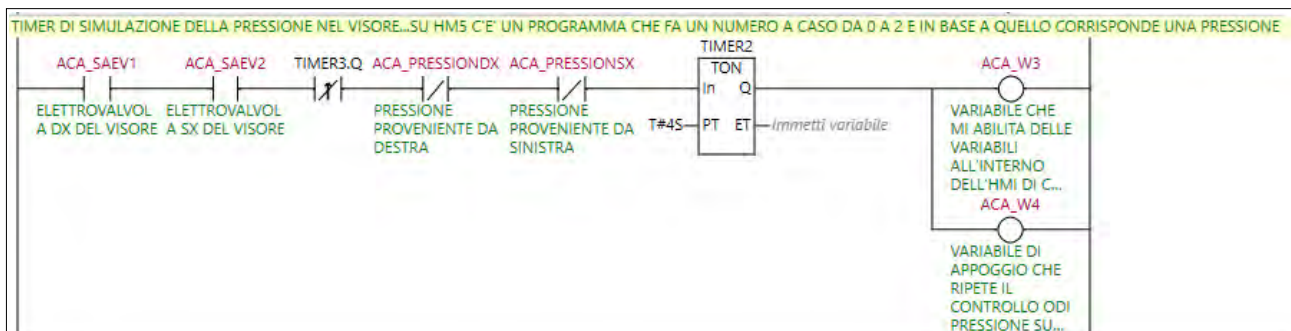 TIMER DI SIMULAZIONE DELLA PRESSIONE NEL VISORE...SU HM5 C'E' UN PROGRAMMA CHE FA UN NUMERO A CASO DA 0 A 2 E IN BASE A QUELLO CORRISPONDE UNA PRESSIONE
ACA_SAEV1
ELETTROVALVOL
A DX DEL VISORE
ACA_SAEV2
ELETTROVALVOL
A SX DEL VISORE
TIMER3.Q
ACA_PRESSIONDX
PRESSIONE
PROVENIENTE DA
DESTRA
ACA_PRESSIONSX
PRESSIONE
PROVENIENTE DA
SINISTRA
TIMER2
TON
In Q
T#4S PT ET Immetti variabile
ACA_W3
VARIABILE CHE
MI ABILITA DELLE
VARIABILI
ALL'INTERNO
DELL'HMI DI C...
ACA_W4
VARIABILE DI
APPOGGIO CHE
RIPETE IL
CONTROLLO ODI
PRESSIONE SU...